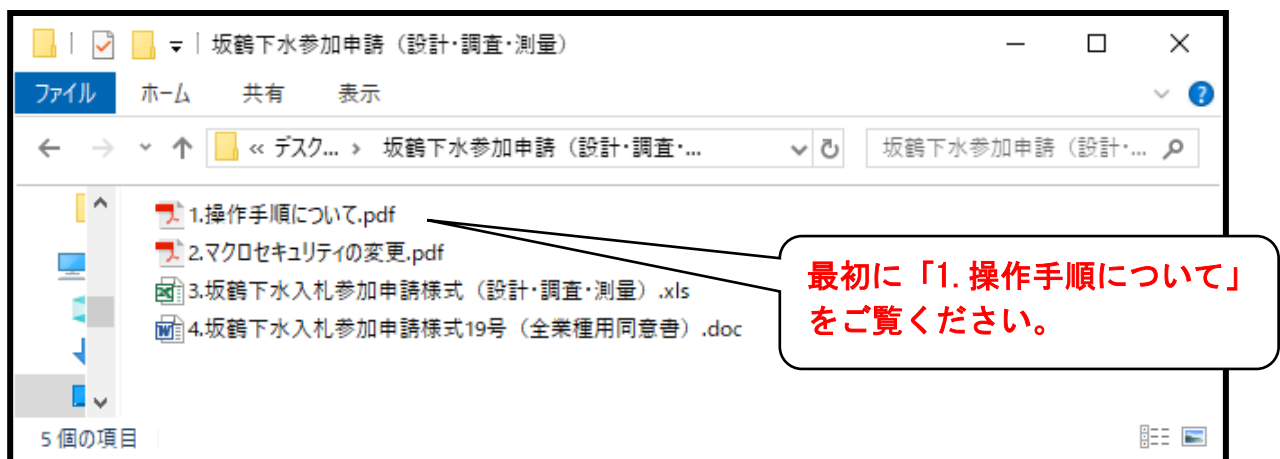 坂鶴下水参加申請（設計・調査・測量）
ファイル ホーム 共有 表示
« デスク... › 坂鶴下水参加申請（設計・調査・... 坂鶴下水参加申請（設計・...
1.操作手順について.pdf
2.マクロセキュリティの変更.pdf
3.坂鶴下水入札参加申請様式（設計・調査・測量）.xls
4.坂鶴下水入札参加申請様式19号（全業種用同意書）.doc
最初に「1.操作手順について」
をご覧ください。
5 個の項目